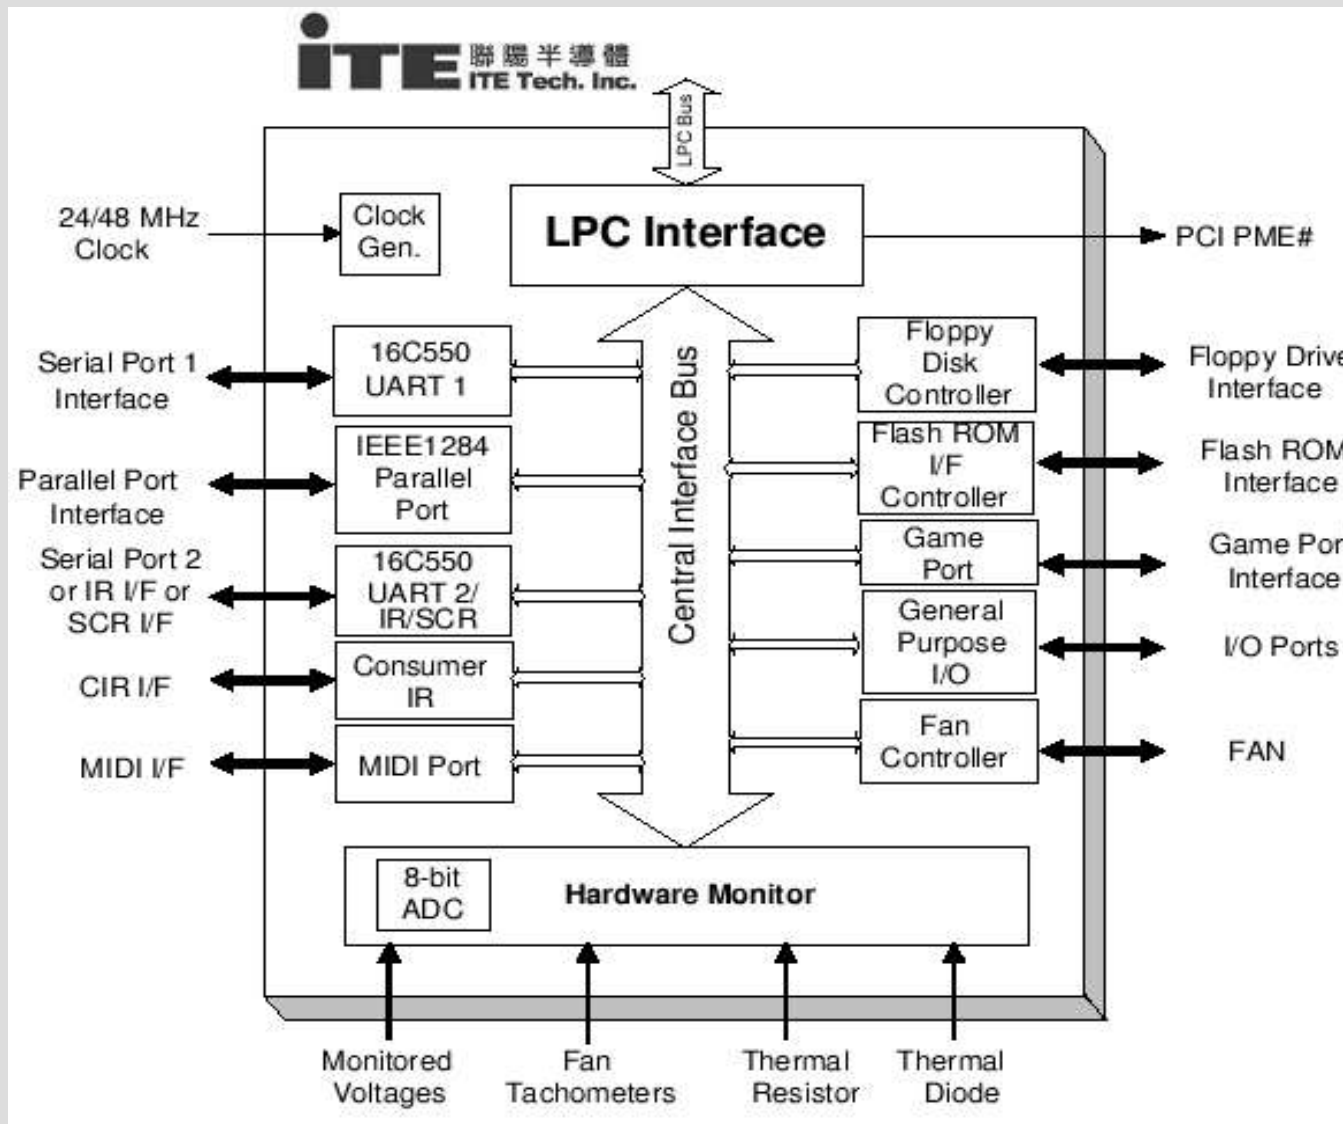 iTE 聯陽半導體
ITE Tech. Inc.
LPC Bus
24/48 MHz
Clock
Clock
Gen.
LPC Interface
PCI PME#
Serial Port 1
Interface
16C550
UART 1
Floppy
Disk
Controller
Floppy Drive
Interface
Parallel Port
Interface
IEEE1284
Parallel
Port
Central Interface Bus
Flash ROM
I/F
Controller
Flash ROM
Interface
Serial Port 2
or IR I/F or
SCR I/F
16C550
UART 2/
IR/SCR
Game
Port
Game Por
Interface
CIR I/F
Consumer
IR
General
Purpose
I/O
I/O Ports
MIDI I/F
MIDI Port
Fan
Controller
FAN
8-bit
ADC
Hardware Monitor
Monitored
Voltages
Fan
Tachometers
Thermal
Resistor
Thermal
Diode